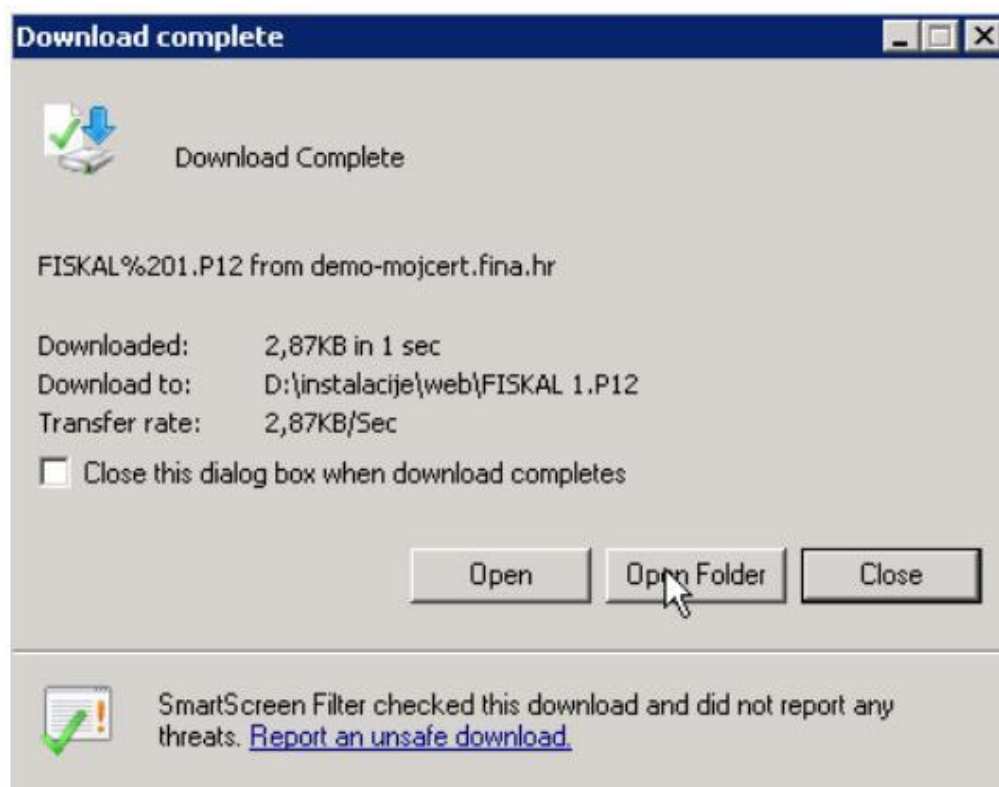 Download complete
Download Complete
FISKAL%201.P12 from demo-mojcert.fina.hr
Downloaded: 2,87KB in 1 sec
Download to: D:\instalacije\web\FISKAL 1.P12
Transfer rate: 2,87KB/Sec
Close this dialog box when download completes
Open Open Folder Close
SmartScreen Filter checked this download and did not report any
threats. Report an unsafe download.